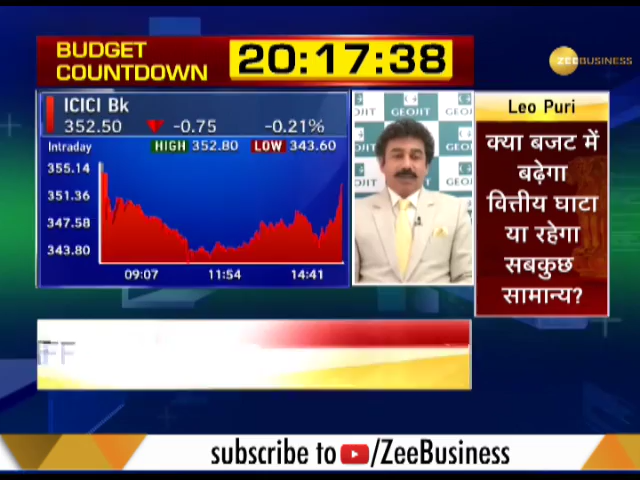 BUDGET
COUNTDOWN
20:17:38
ZEEBUSINESS
ICICI Bk
352.50 -0.75 -0.21%
Intraday HIGH 352.80 LOW 343.60
355.14
351.36
347.58
343.80
09:07 11:54 14:41
GEOJIT
GEOJIT
Leo Puri
क्या बजट में
बढ़ेगा
वित्तीय घाटा
या रहेगा
सबकुछ
सामान्य?
subscribe to /ZeeBusiness